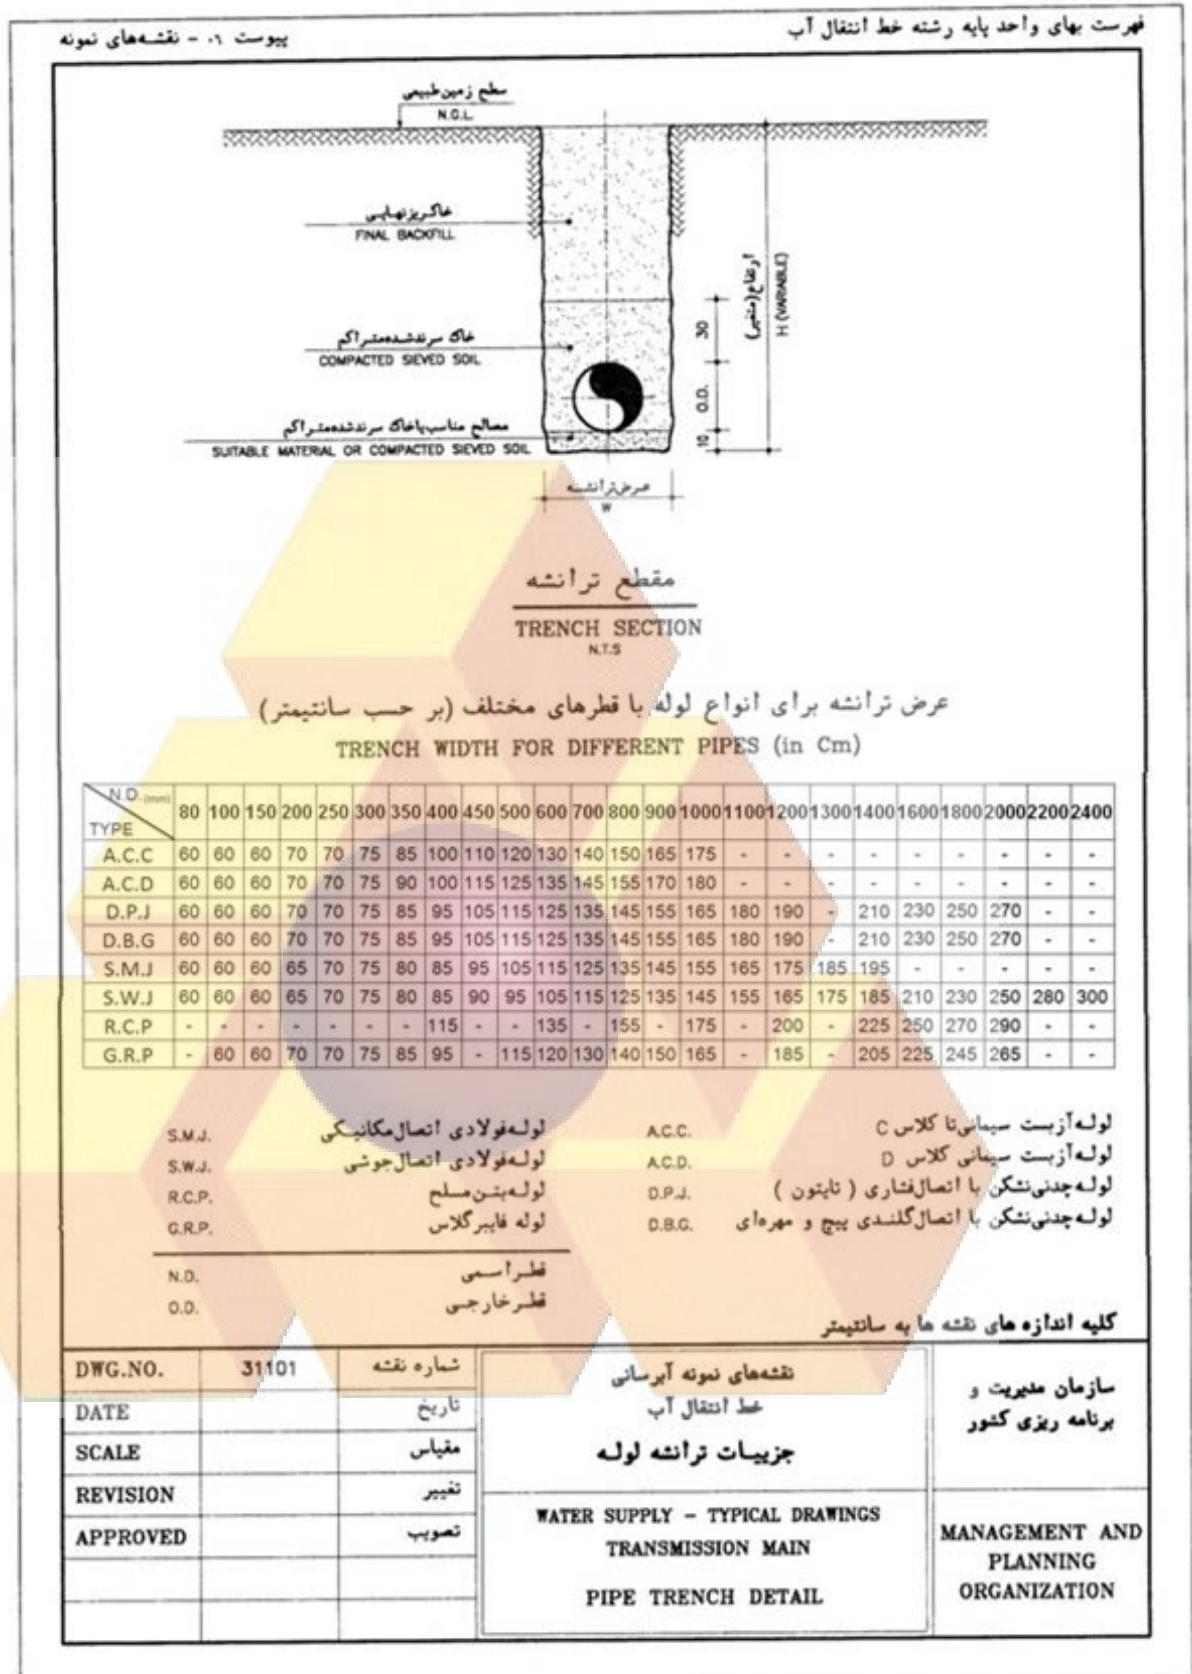 فهرست بهای واحد پایه رشته خط انتقال آب
پیوست ۰۶ - نقشه‌های نمونه
سطح زمین طبیعی
N.G.L.
خاکریز نهایی
FINAL BACKFILL
خاک سرند شده متراکم
COMPACTED SIEVED SOIL
مصالح مناسب یا خاک سرند شده متراکم
SUITABLE MATERIAL OR COMPACTED SIEVED SOIL
30
O.D.
10
ارتفاع (متغیر)
H (VARIABLE)
عرض ترانشه
W
مقطع ترانشه
TRENCH SECTION
N.T.S
عرض ترانشه برای انواع لوله با قطرهای مختلف (بر حسب سانتیمتر)
TRENCH WIDTH FOR DIFFERENT PIPES (in Cm)
N.D. (mm) TYPE 80 100 150 200 250 300 350 400 450 500 600 700 800 900 1000 1100 1200 1300 1400 1600 1800 2000 2200 2400
A.C.C 60 60 60 70 70 75 85 100 110 120 130 140 150 165 175 - - - - - - - - -
A.C.D 60 60 60 70 70 75 90 100 115 125 135 145 155 170 180 - - - - - - - - -
D.P.J 60 60 60 70 70 75 85 95 105 115 125 135 145 155 165 180 190 - 210 230 250 270 - -
D.B.G 60 60 60 70 70 75 85 95 105 115 125 135 145 155 165 180 190 - 210 230 250 270 - -
S.M.J 60 60 60 65 70 75 80 85 95 105 115 125 135 145 155 165 175 185 195 - - - - -
S.W.J 60 60 60 65 70 75 80 85 90 95 105 115 125 135 145 155 165 175 185 210 230 250 280 300
R.C.P - - - - - - - 115 - - 135 - 155 - 175 - 200 - 225 250 270 290 - -
G.R.P - 60 60 70 70 75 85 95 - 115 120 130 140 150 165 - 185 - 205 225 245 265 - -
لوله آزبست سیمانی تا کلاس C A.C.C.
لوله آزبست سیمانی کلاس D A.C.D.
لوله چدنی نشکن با اتصال فشاری ( تایتون ) D.P.J.
لوله چدنی نشکن با اتصال گلندی پیچ و مهره‌ای D.B.G.
لوله فولادی اتصال مکانیکی S.M.J.
لوله فولادی اتصال جوشی S.W.J.
لوله بتن مسلح R.C.P.
لوله فایبر گلاس G.R.P.
قطر اسمی N.D.
قطر خارجی O.D.
کلیه اندازه های نقشه ها به سانتیمتر
DWG.NO. 31101 شماره نقشه
DATE تاریخ
SCALE مقیاس
REVISION تغییر
APPROVED تصویب
نقشه‌های نمونه آبرسانی
خط انتقال آب
جزییات ترانشه لوله
WATER SUPPLY - TYPICAL DRAWINGS
TRANSMISSION MAIN
PIPE TRENCH DETAIL
سازمان مدیریت و
برنامه ریزی کشور
MANAGEMENT AND
PLANNING
ORGANIZATION